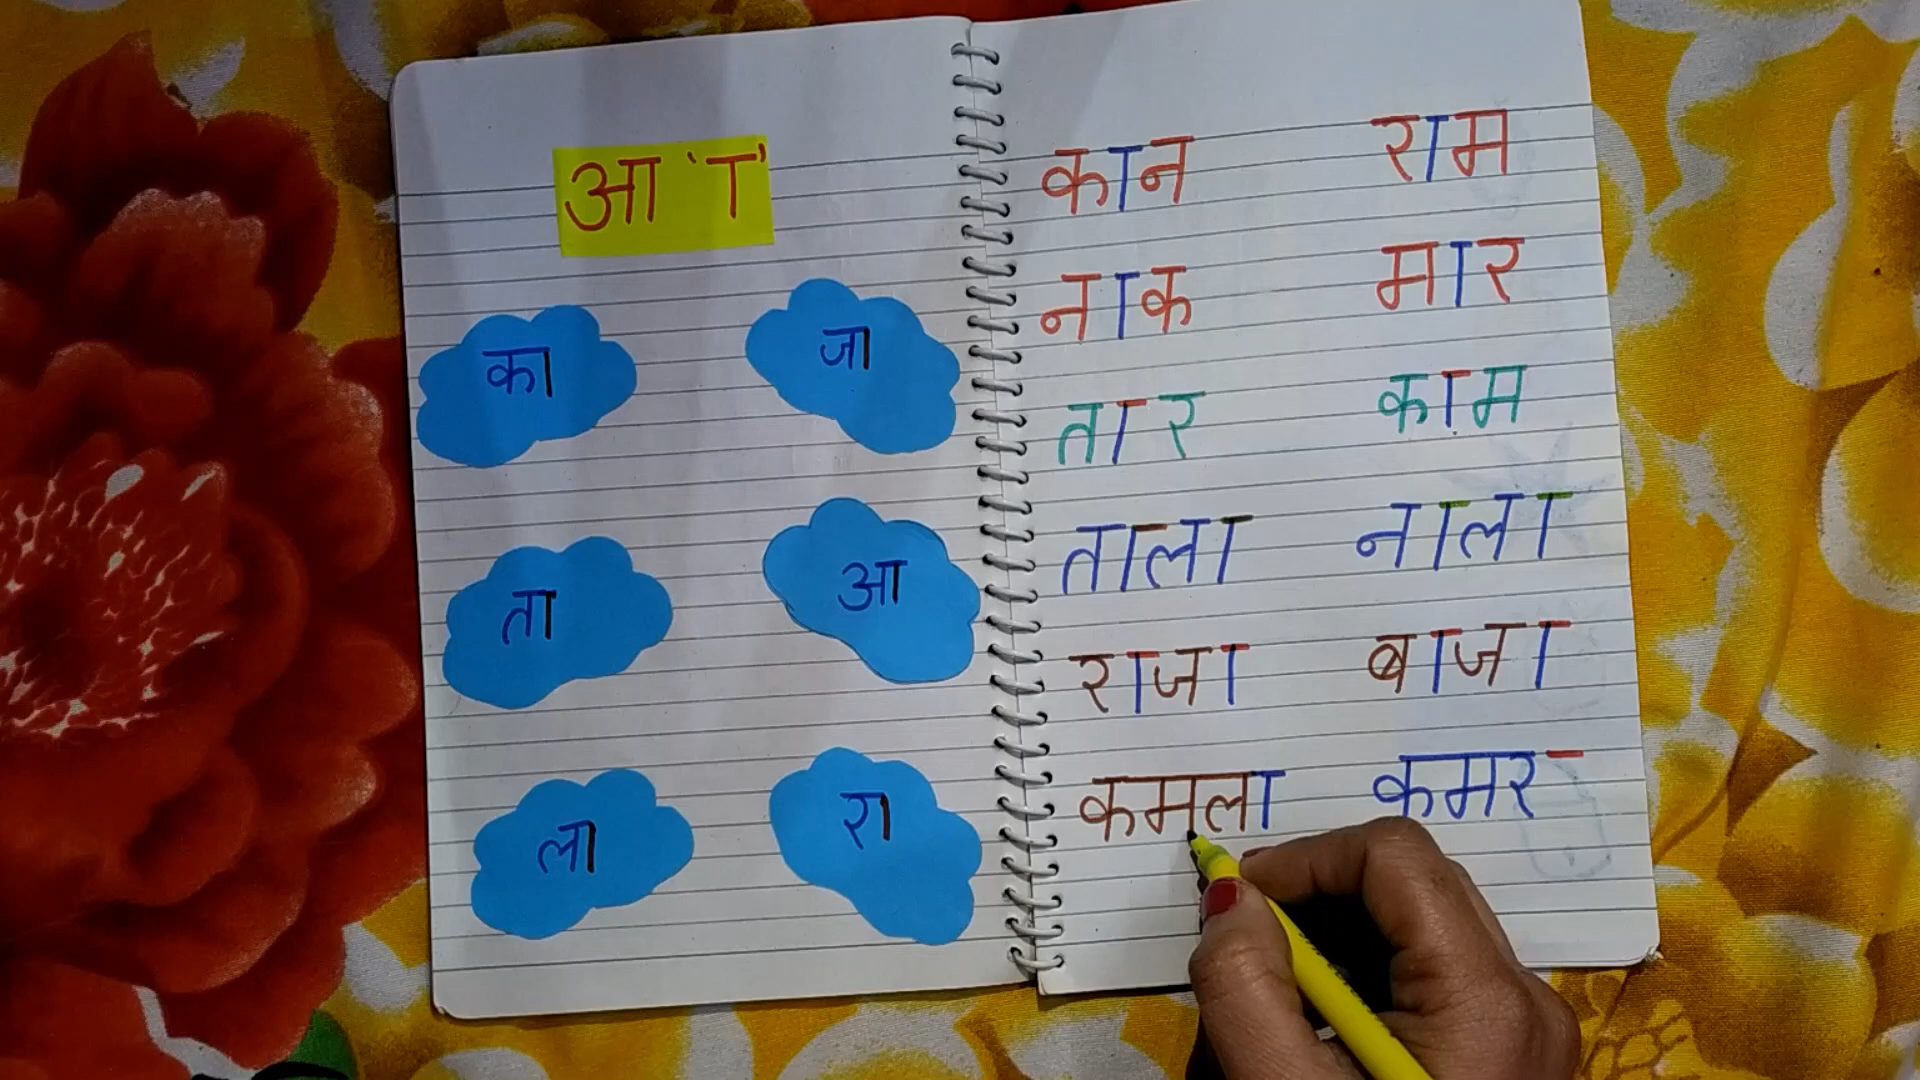 आ 'ा'
का जा
ता आ
ला रा
कान राम
नाक मार
तार काम
ताला नाला
राजा बाजा
कमला कमर